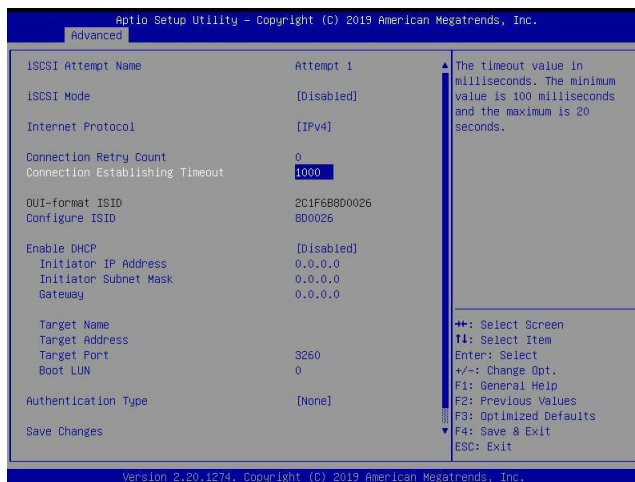 Aptio Setup Utility – Copyright (C) 2019 American Megatrends, Inc.
Advanced
iSCSI Attempt Name Attempt 1
iSCSI Mode [Disabled]
Internet Protocol [IPv4]
Connection Retry Count 0
Connection Establishing Timeout 1000
OUI-format ISID 2C1F6B8D0026
Configure ISID 8D0026
Enable DHCP [Disabled]
Initiator IP Address 0.0.0.0
Initiator Subnet Mask 0.0.0.0
Gateway 0.0.0.0
Target Name
Target Address
Target Port 3260
Boot LUN 0
Authentication Type [None]
Save Changes
The timeout value in
milliseconds. The minimum
value is 100 milliseconds
and the maximum is 20
seconds.
→←: Select Screen
↑↓: Select Item
Enter: Select
+/-: Change Opt.
F1: General Help
F2: Previous Values
F3: Optimized Defaults
F4: Save & Exit
ESC: Exit
Version 2.20.1274. Copyright (C) 2019 American Megatrends, Inc.